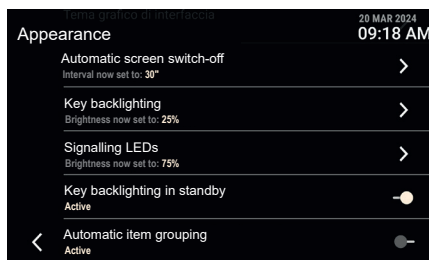 Tema grafico di interfaccia
20 MAR 2024
Appearance
09:18 AM
Automatic screen switch-off
Interval now set to: 30"
Key backlighting
Brightness now set to: 25%
Signalling LEDs
Brightness now set to: 75%
Key backlighting in standby
Active
Automatic item grouping
Active